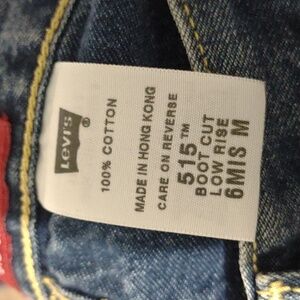 Levi's ®
100% COTTON
MADE IN HONG KONG
CARE ON REVERSE
515™
BOOT CUT
LOW RISE
6MIS M